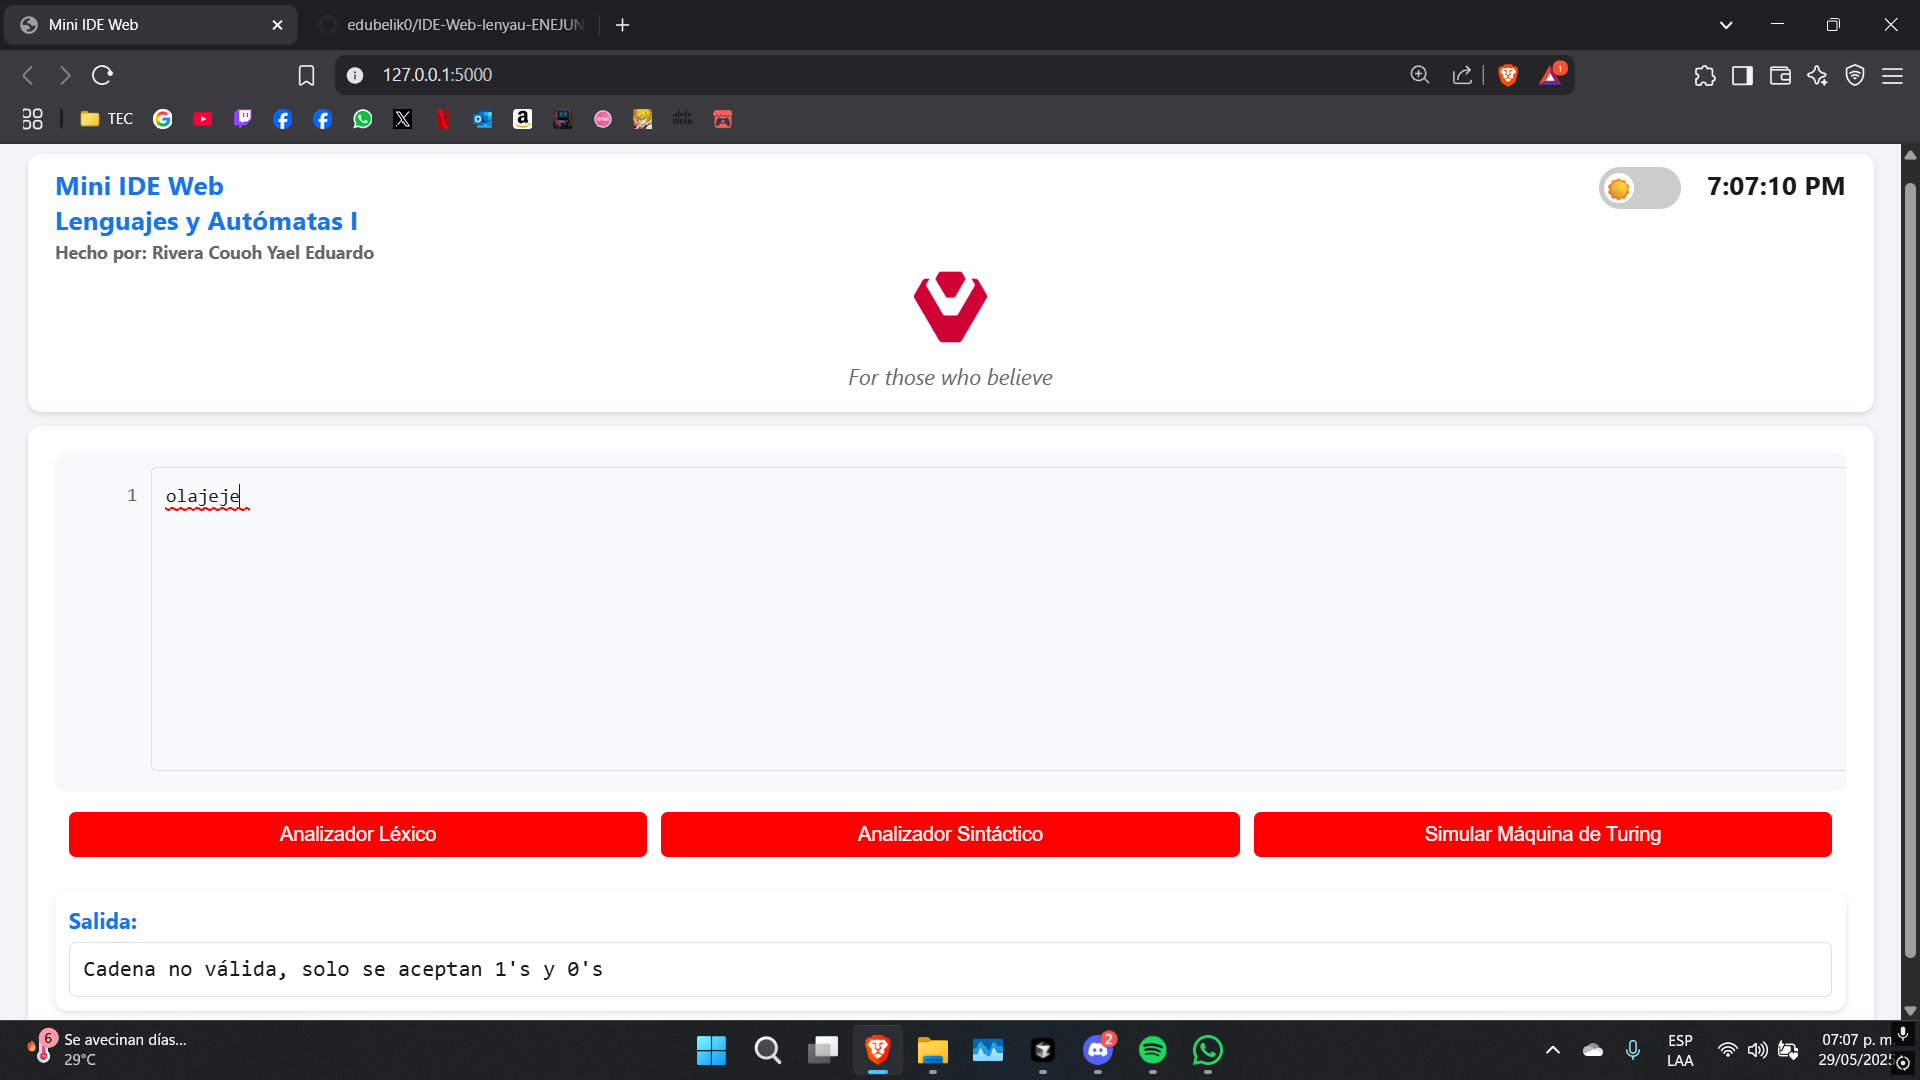 Mini IDE Web
edubelik0/IDE-Web-lenyau-ENEJUN
127.0.0.1:5000
1
TEC
Mini IDE Web
Lenguajes y Autómatas I
Hecho por: Rivera Couoh Yael Eduardo
7:07:10 PM
For those who believe
1
olajeje
Analizador Léxico
Analizador Sintáctico
Simular Máquina de Turing
Salida:
Cadena no válida, solo se aceptan 1's y 0's
6
Se avecinan días...
29°C
2
ESP
LAA
07:07 p. m.
29/05/2025